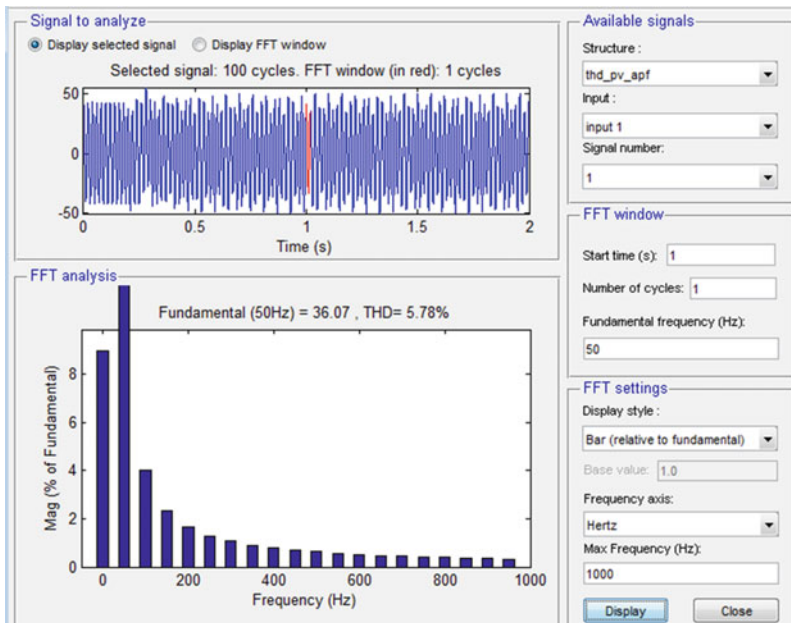 Signal to analyze
Display selected signal
Display FFT window
Selected signal: 100 cycles. FFT window (in red): 1 cycles
50
0
-50
0
0.5
1
1.5
2
Time (s)
FFT analysis
Fundamental (50Hz) = 36.07 , THD= 5.78%
Mag (% of Fundamental)
8
6
4
2
0
0
200
400
600
800
1000
Frequency (Hz)
Available signals
Structure :
thd_pv_apf
Input :
input 1
Signal number:
1
FFT window
Start time (s): 1
Number of cycles: 1
Fundamental frequency (Hz):
50
FFT settings
Display style :
Bar (relative to fundamental)
Base value: 1.0
Frequency axis:
Hertz
Max Frequency (Hz):
1000
Display
Close